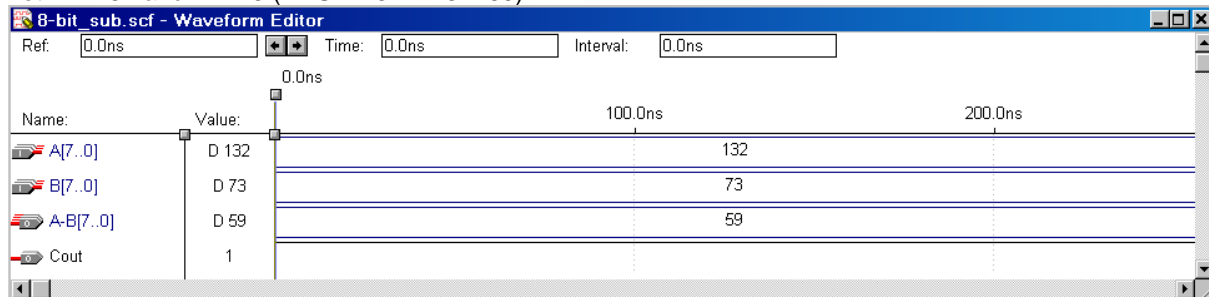 8-bit_sub.scf - Waveform Editor
Ref: 0.0ns Time: 0.0ns Interval: 0.0ns
0.0ns
Name: Value: 100.0ns 200.0ns
A[7..0] D 132 132
B[7..0] D 73 73
A-B[7..0] D 59 59
Cout 1